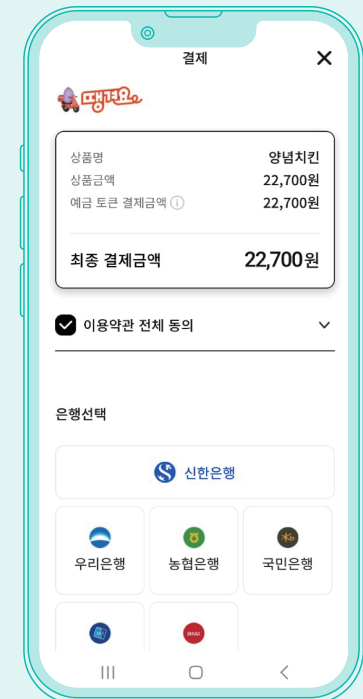 결제
땡겨요
상품명 양념치킨
상품금액 22,700원
예금 토큰 결제금액 22,700원
최종 결제금액 22,700원
이용약관 전체 동의
은행선택
신한은행
우리은행 농협은행 국민은행